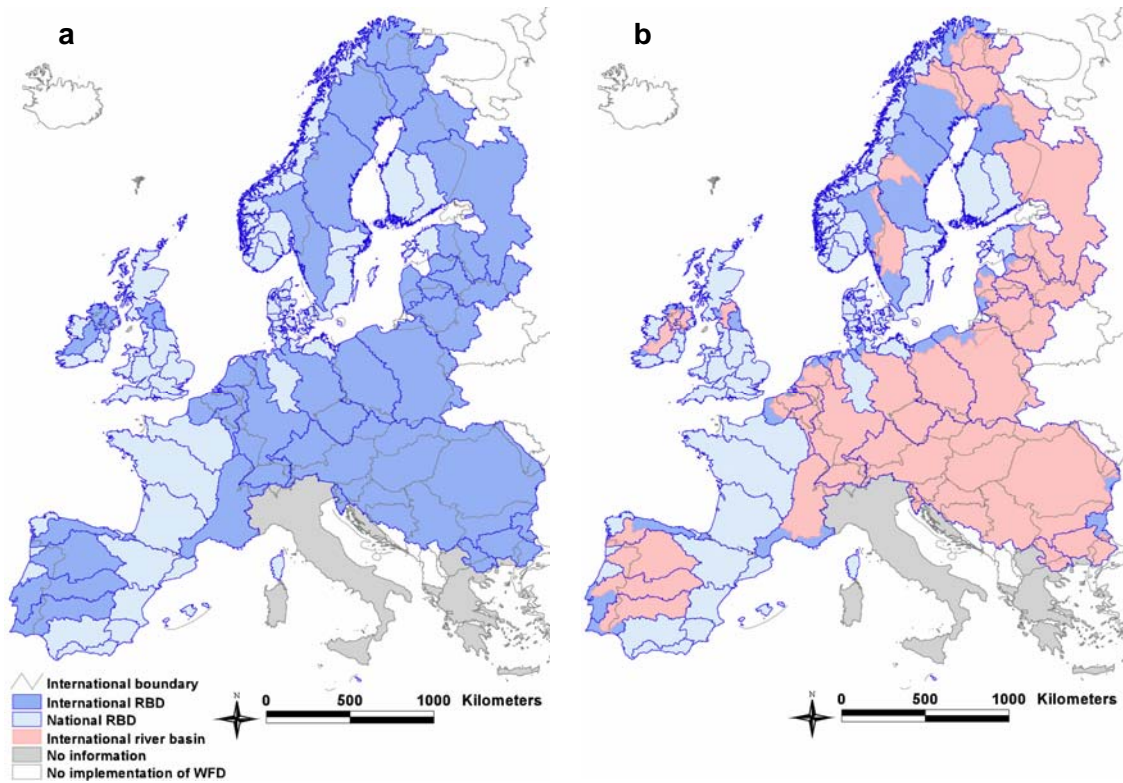 a
b
International boundary
International RBD
National RBD
International river basin
No information
No implementation of WFD
N
0 500 1000 Kilometers
N
0 500 1000 Kilometers